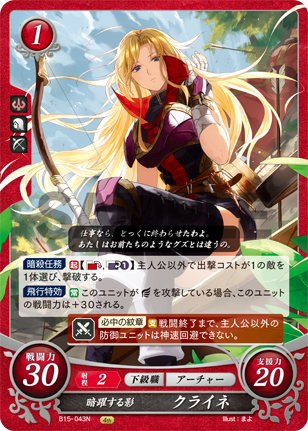 1
仕事なら、とっくに終わらせたわよ。
あたしはお前たちのようなグズとは違うの。
暗殺任務 起【、1】主人公以外で出撃コストが1の敵を
1体選び、撃破する。
飛行特効 常 このユニットが を攻撃している場合、このユニット
の戦闘力は+30される。
必中の紋章 支 戦闘終了まで、主人公以外の
防御ユニットは神速回避できない。
戦闘力
30
射程 2 下級職 アーチャー
支援力
20
暗躍する影 クライネ
B15-043N
Illust:まよ